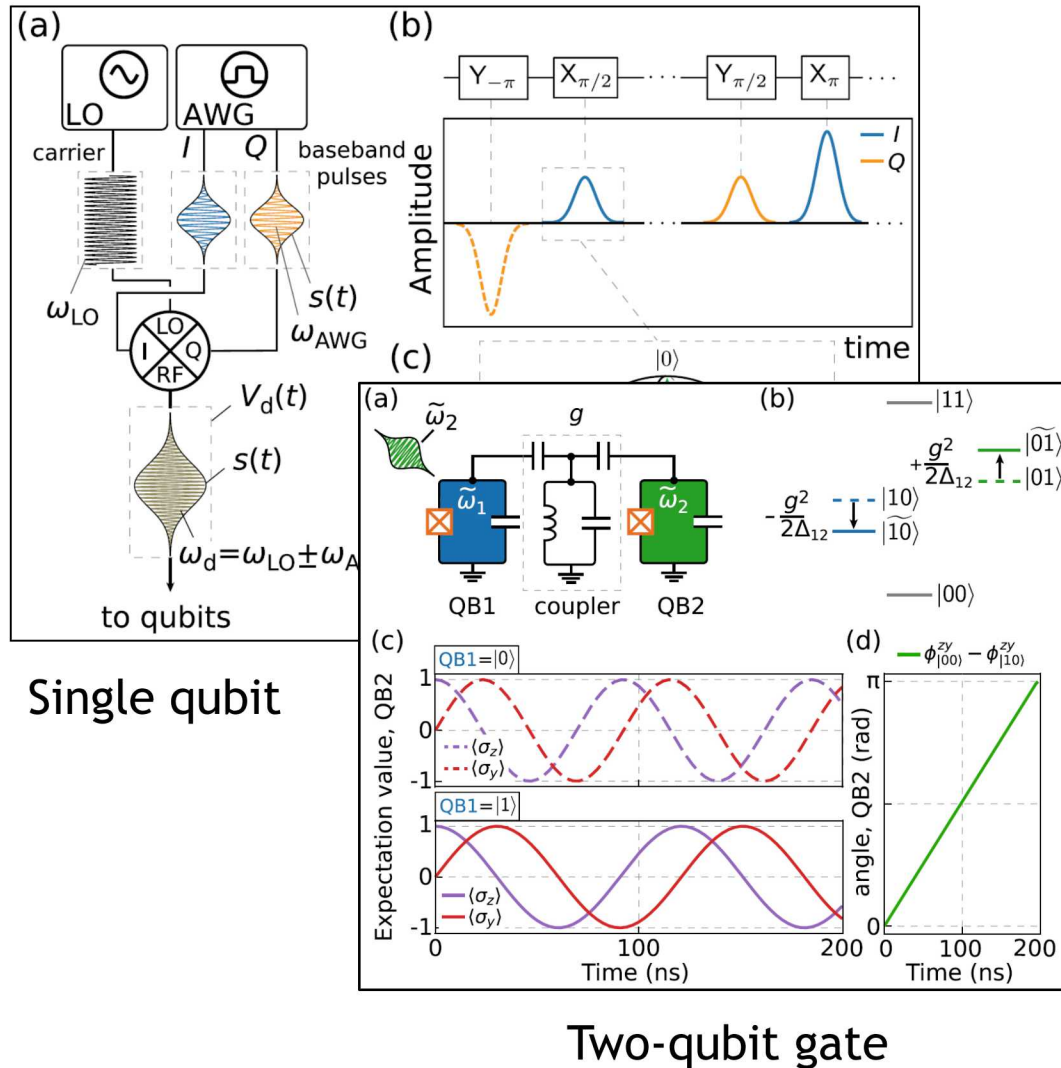 (a)
LO
AWG
carrier
I
Q
baseband
pulses
ω_LO
s(t)
ω_AWG
LO
I
Q
RF
V_d(t)
s(t)
ω_d=ω_LO±ω_A
to qubits
(b)
Y_−π
X_π/2
···
Y_π/2
X_π
···
I
Q
Amplitude
···
···
time
(c)
|0⟩
Single qubit
(a)
ω̃_2
g
ω̃_1
ω̃_2
QB1
coupler
QB2
(b)
|11⟩
+g²/2Δ_12
|0̃1̃⟩
|01⟩
−g²/2Δ_12
|10⟩
|1̃0̃⟩
|00⟩
(c)
QB1=|0⟩
1
0
-1
⟨σ_z⟩
⟨σ_y⟩
QB1=|1⟩
1
0
-1
⟨σ_z⟩
⟨σ_y⟩
Expectation value, QB2
0
100
200
Time (ns)
(d)
ϕ^zy_|00⟩ − ϕ^zy_|10⟩
π
0
angle, QB2 (rad)
0
100
200
Time (ns)
Two-qubit gate